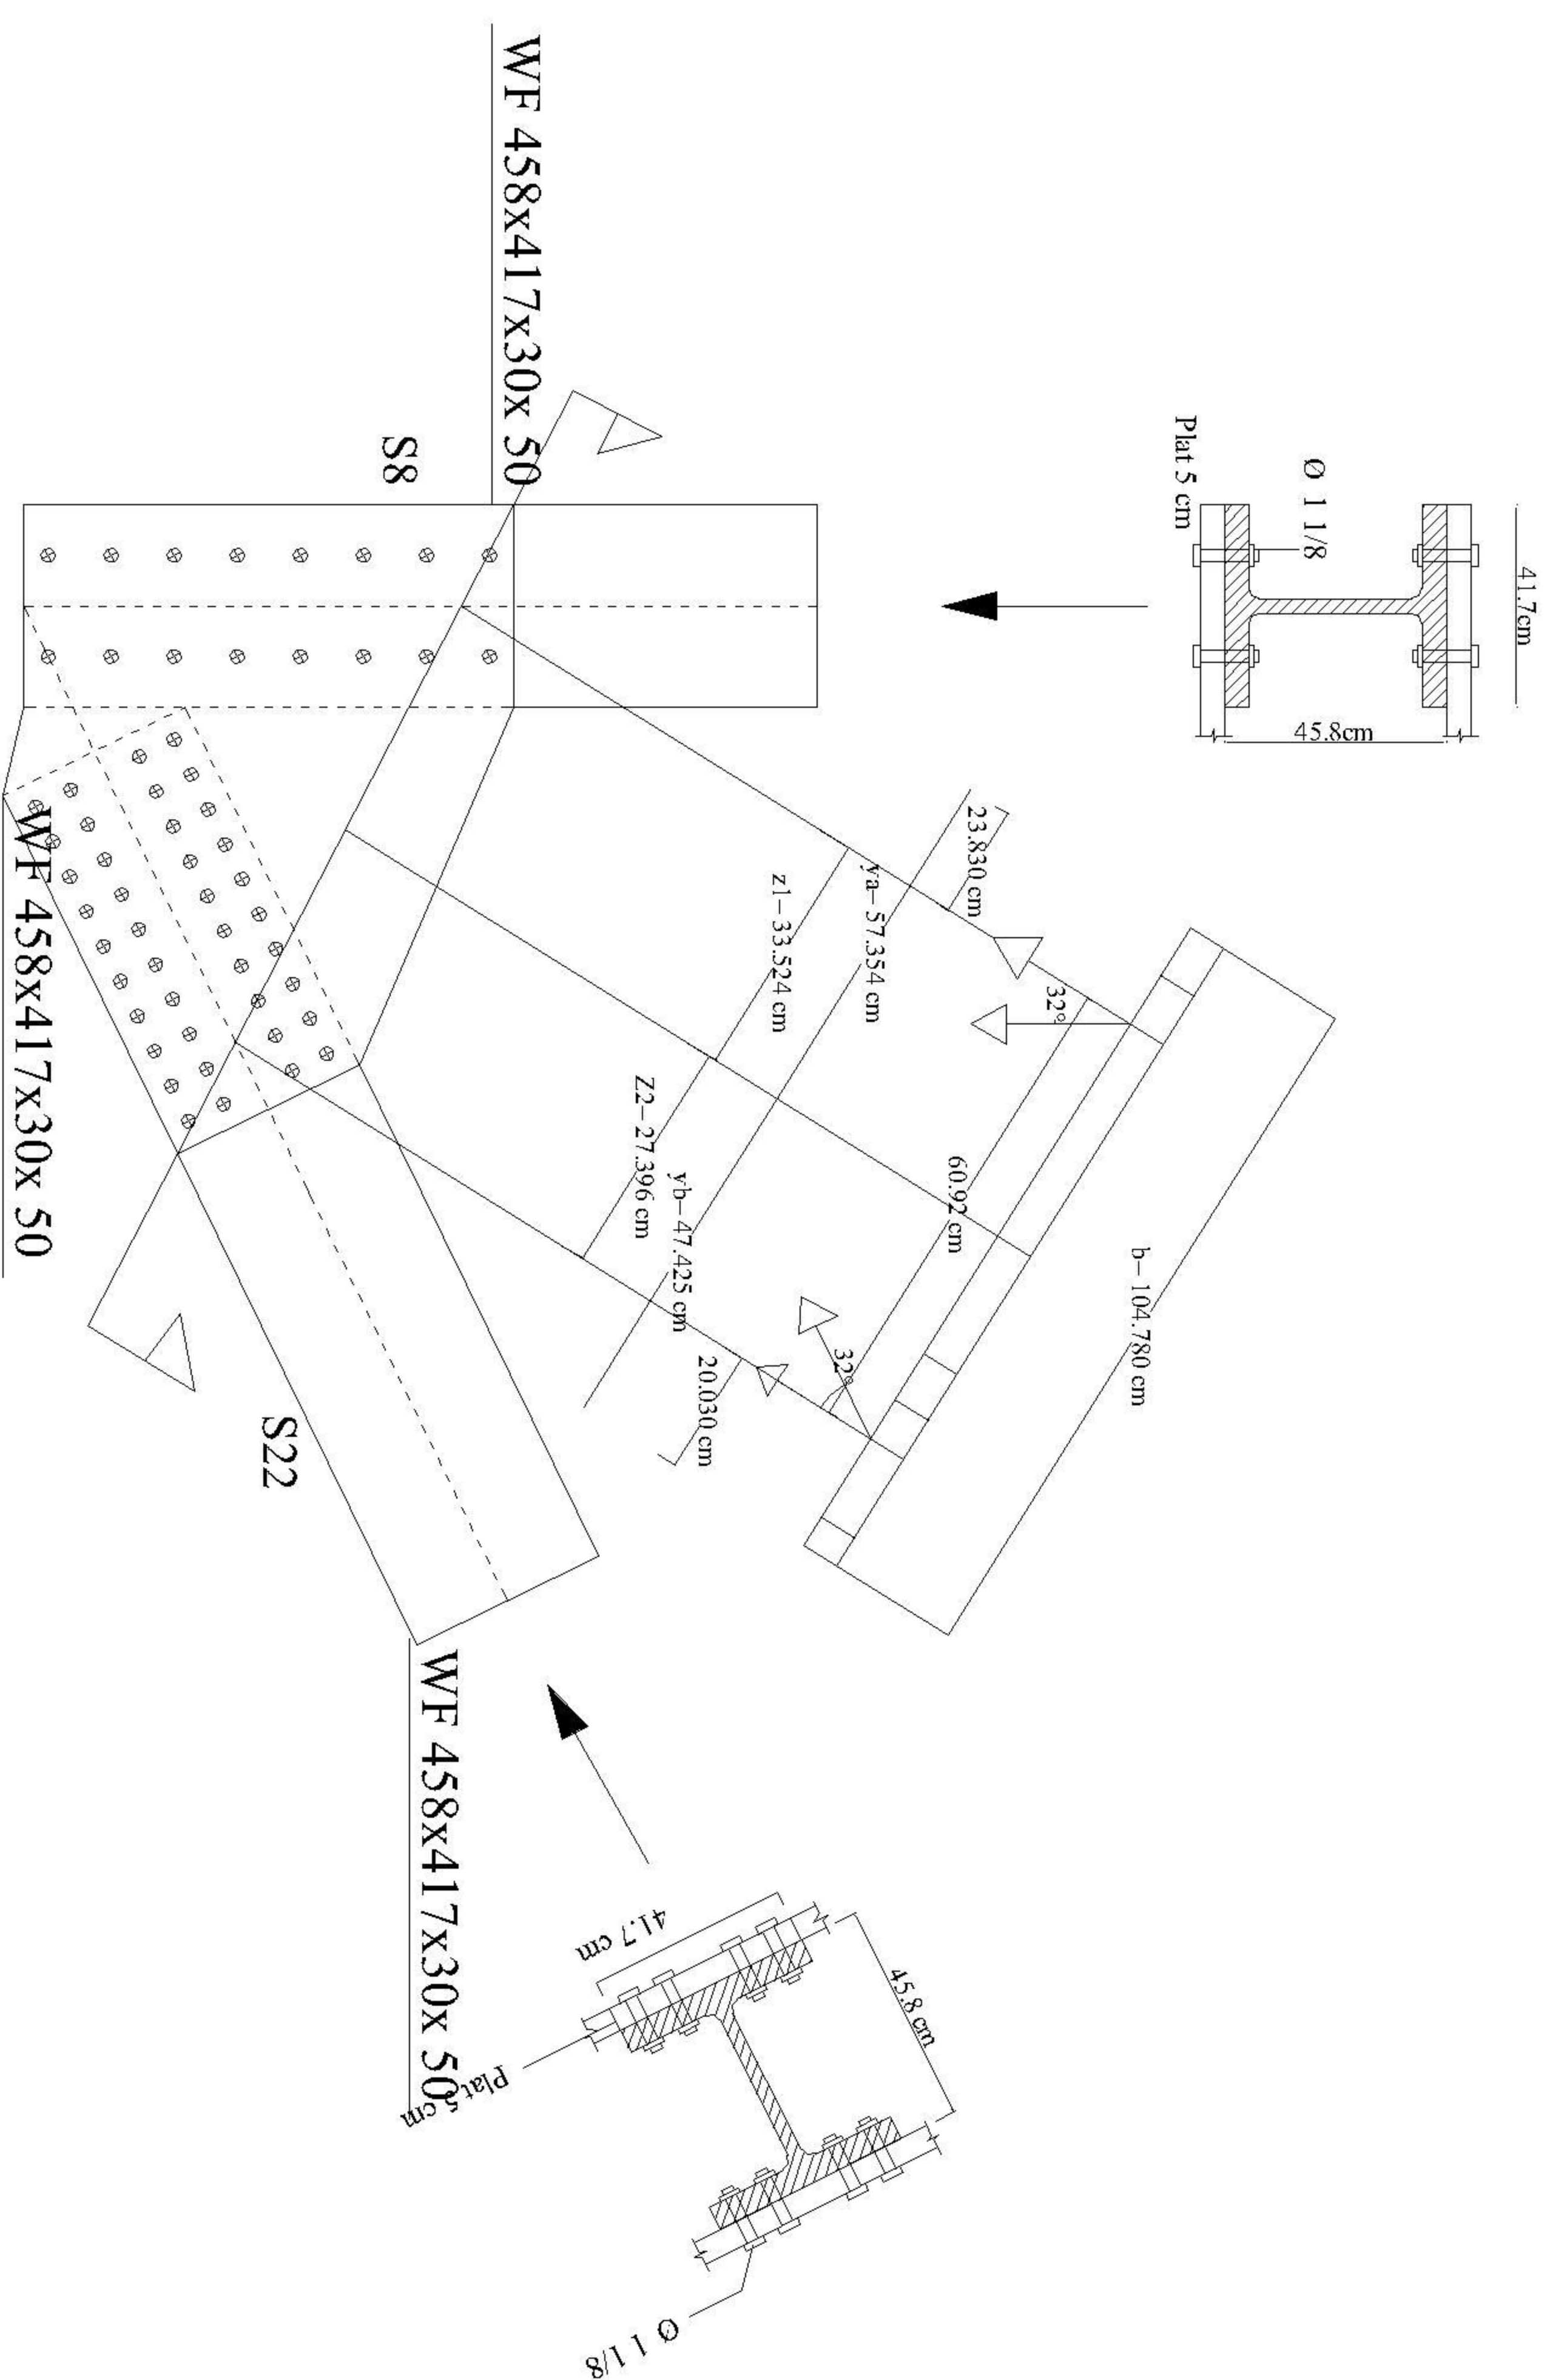 WF 458x417x30x 50
S8
Plat 5 cm
Ø 1 1/8
41.7cm
45.8cm
23.830 cm
ya-57.354 cm
z1-33.524 cm
32°
Z2-27.396 cm
yb-47.425 cm
60.92 cm
b-104.780 cm
32°
20.030 cm
WF 458x417x30x 50
S22
WF 458x417x30x 50
41.7 cm
45.8 cm
Plat 5 cm
Ø 1 1/8